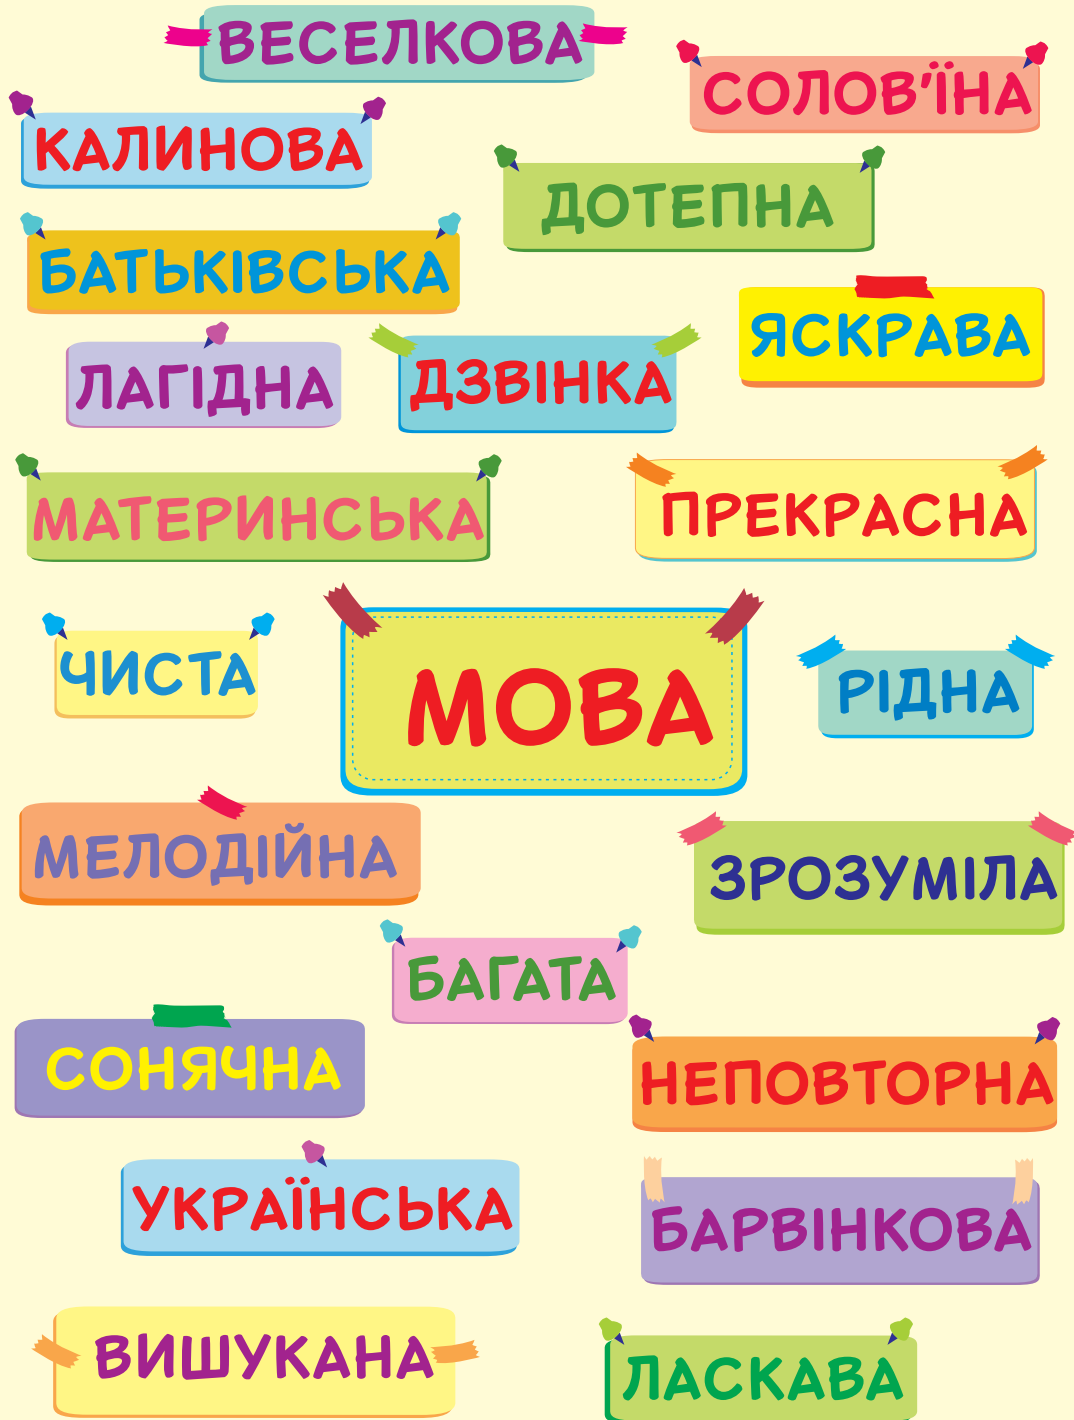 ВЕСЕЛКОВА
СОЛОВ'ЇНА
КАЛИНОВА
ДОТЕПНА
БАТЬКІВСЬКА
ЯСКРАВА
ЛАГІДНА
ДЗВІНКА
МАТЕРИНСЬКА
ПРЕКРАСНА
ЧИСТА
МОВА
РІДНА
МЕЛОДІЙНА
ЗРОЗУМІЛА
БАГАТА
СОНЯЧНА
НЕПОВТОРНА
УКРАЇНСЬКА
БАРВІНКОВА
ВИШУКАНА
ЛАСКАВА